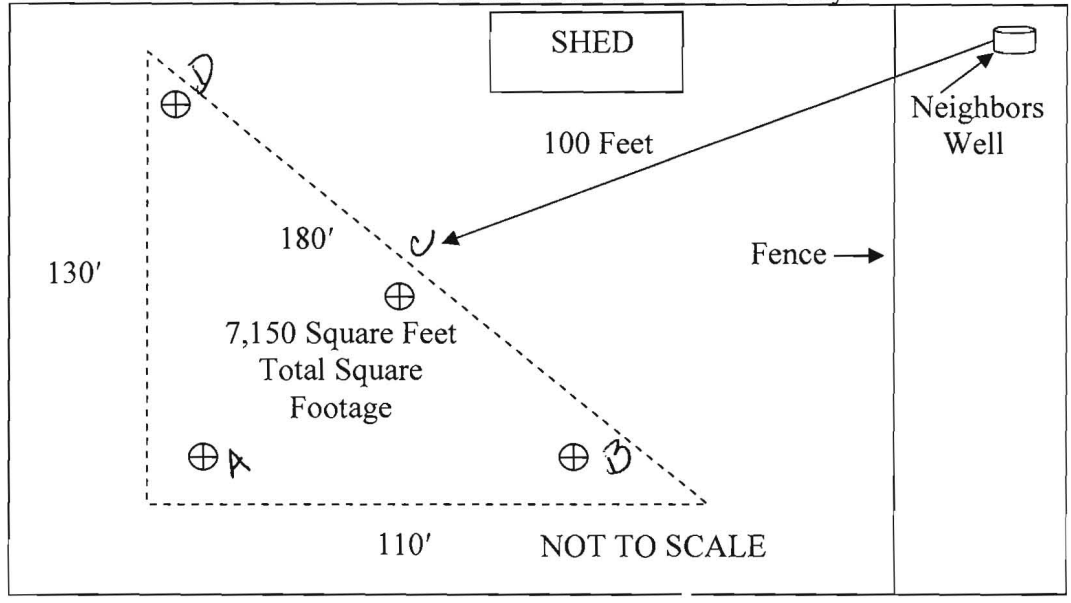 SHED
D
Neighbors
Well
100 Feet
C
180'
Fence
130'
7,150 Square Feet
Total Square
Footage
A
B
110'
NOT TO SCALE